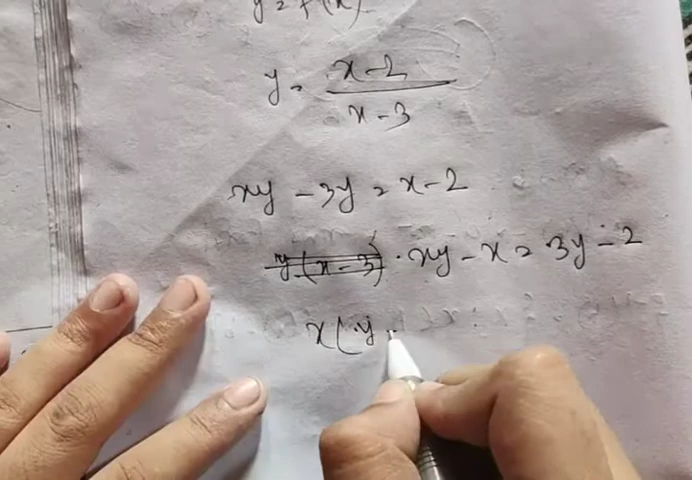 y = f(x)
y = x-2 / x-3
xy - 3y = x-2
y(x-3) xy - x = 3y - 2
x(y